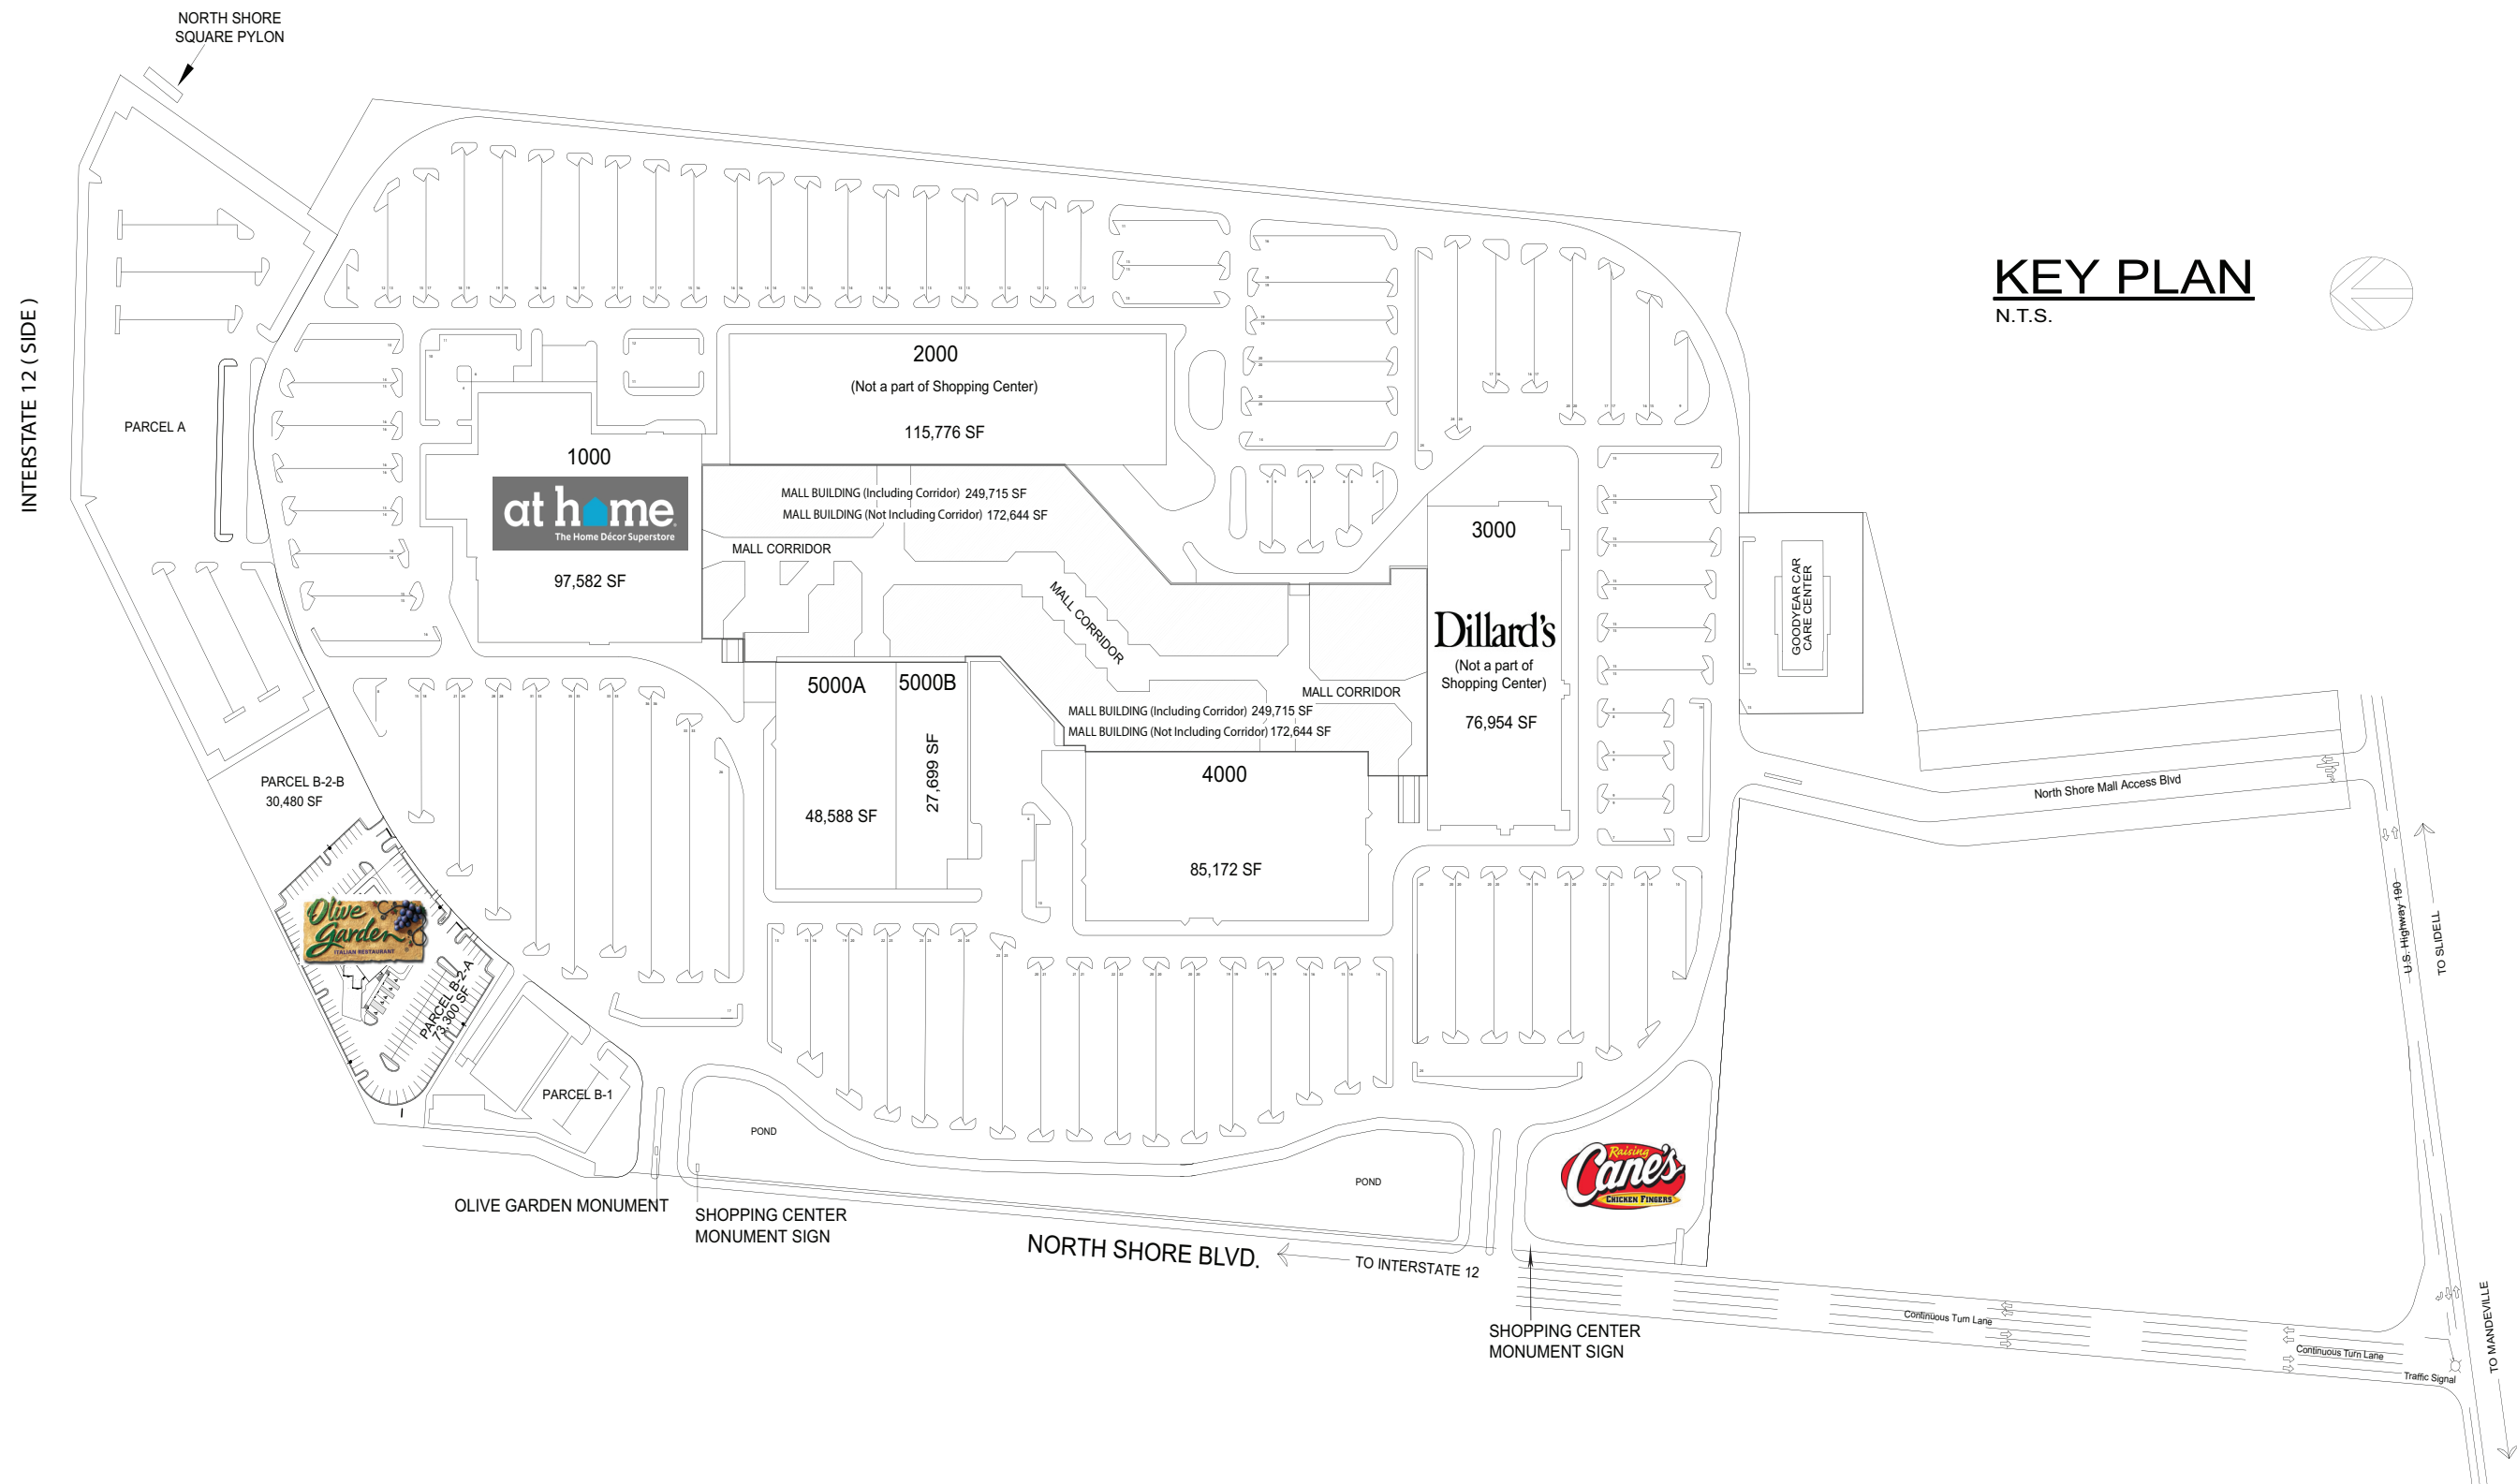 NORTH SHORE
SQUARE PYLON
INTERSTATE 12 ( SIDE )
KEY PLAN
N.T.S.
PARCEL A
2000
(Not a part of Shopping Center)
115,776 SF
1000
at home
The Home Décor Superstore
97,582 SF
MALL BUILDING (Including Corridor) 249,715 SF
MALL BUILDING (Not Including Corridor) 172,644 SF
MALL CORRIDOR
MALL CORRIDOR
3000
Dillard's
(Not a part of
Shopping Center)
76,954 SF
GOODYEAR CAR
CARE CENTER
5000A
48,588 SF
5000B
27,699 SF
MALL CORRIDOR
MALL BUILDING (Including Corridor) 249,715 SF
MALL BUILDING (Not Including Corridor) 172,644 SF
4000
85,172 SF
North Shore Mall Access Blvd
PARCEL B-2-B
30,480 SF
Olive
Garden
ITALIAN RESTAURANT
PARCEL B-2-A
73,300 SF
PARCEL B-1
U.S. Highway 190
TO SLIDELL
POND
POND
Raising
Cane's
CHICKEN FINGERS
OLIVE GARDEN MONUMENT
SHOPPING CENTER
MONUMENT SIGN
NORTH SHORE BLVD.
TO INTERSTATE 12
SHOPPING CENTER
MONUMENT SIGN
Continuous Turn Lane
Continuous Turn Lane
Traffic Signal
TO MANDEVILLE